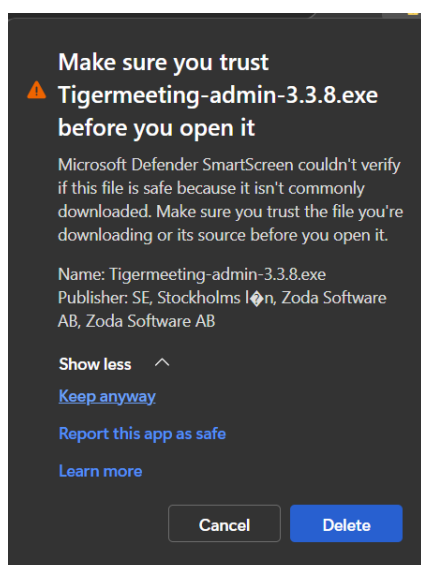 Make sure you trust
Tigermeeting-admin-3.3.8.exe
before you open it
Microsoft Defender SmartScreen couldn't verify
if this file is safe because it isn't commonly
downloaded. Make sure you trust the file you're
downloading or its source before you open it.
Name: Tigermeeting-admin-3.3.8.exe
Publisher: SE, Stockholms l�n, Zoda Software
AB, Zoda Software AB
Show less
Keep anyway
Report this app as safe
Learn more
Cancel
Delete